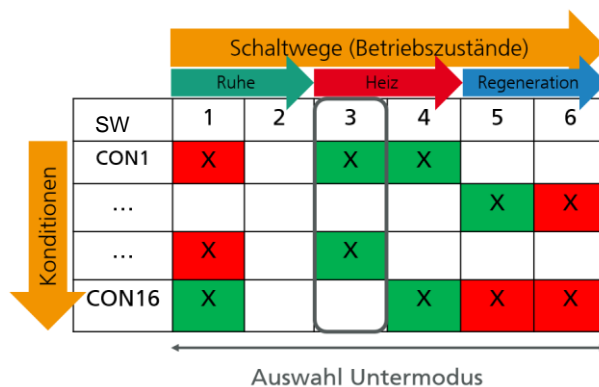 Schaltwege (Betriebszustände)
Ruhe Heiz Regeneration
Konditionen
SW 1 2 3 4 5 6
CON1 X X X
... X X
... X X
CON16 X X X X
Auswahl Untermodus